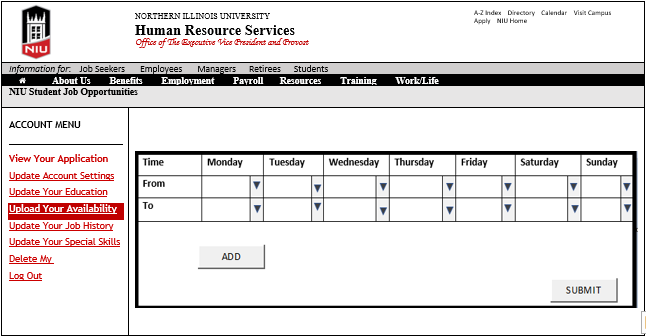 NORTHERN ILLINOIS UNIVERSITY
Human Resource Services
Office of The Executive Vice President and Provost
A-Z Index Directory Calendar Visit Campus
Apply NIU Home
NIU
Information for: Job Seekers Employees Managers Retirees Students
About Us Benefits Employment Payroll Resources Training Work/Life
NIU Student Job Opportunities
ACCOUNT MENU
View Your Application
Update Account Settings
Update Your Education
Upload Your Availability
Update Your Job History
Update Your Special Skills
Delete My
Log Out
Time Monday Tuesday Wednesday Thursday Friday Saturday Sunday
From
To
ADD
SUBMIT